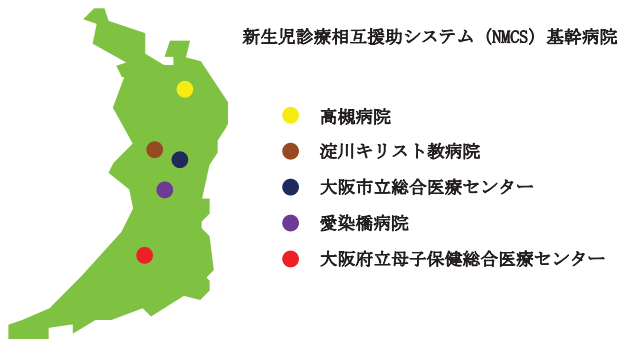 新生児診療相互援助システム（NMCS）基幹病院
高槻病院
淀川キリスト教病院
大阪市立総合医療センター
愛染橋病院
大阪府立母子保健総合医療センター